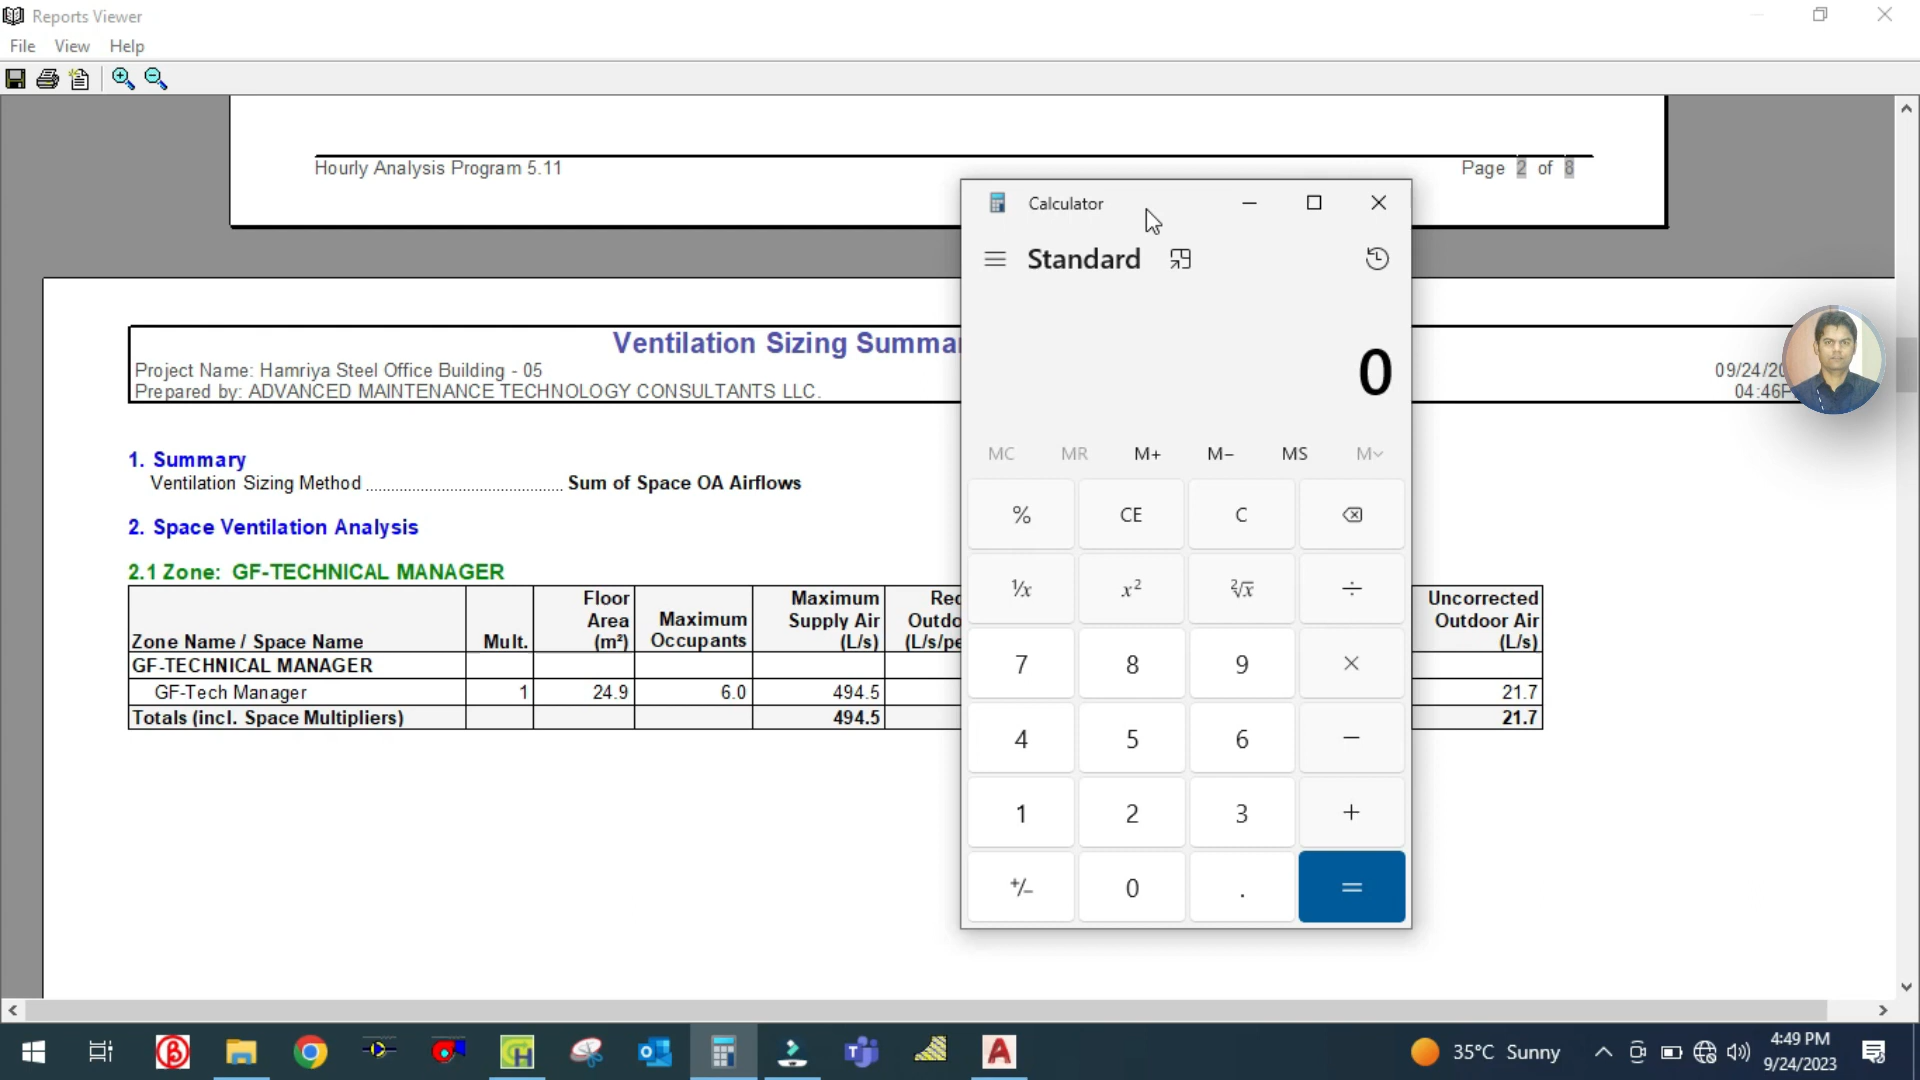 Reports Viewer
File View Help
Hourly Analysis Program 5.11
Page 2 of 8
Calculator
Standard
0
MC MR M+ M− MS M
% CE C
¹/x x² ²√x ÷
7 8 9 ×
4 5 6 −
1 2 3 +
+/− 0 . =
Ventilation Sizing Summa
Project Name: Hamriya Steel Office Building - 05
09/24/20
Prepared by: ADVANCED MAINTENANCE TECHNOLOGY CONSULTANTS LLC.
04:46P
1. Summary
Ventilation Sizing Method ........................................... Sum of Space OA Airflows
2. Space Ventilation Analysis
2.1 Zone: GF-TECHNICAL MANAGER
Zone Name / Space Name
Mult.
Floor
Area
(m²)
Maximum
Occupants
Maximum
Supply Air
(L/s)
Uncorrected
Outdoor Air
(L/s)
GF-TECHNICAL MANAGER
GF-Tech Manager 1 24.9 6.0 494.5 21.7
Totals (incl. Space Multipliers) 494.5 21.7
35°C Sunny
4:49 PM
9/24/2023